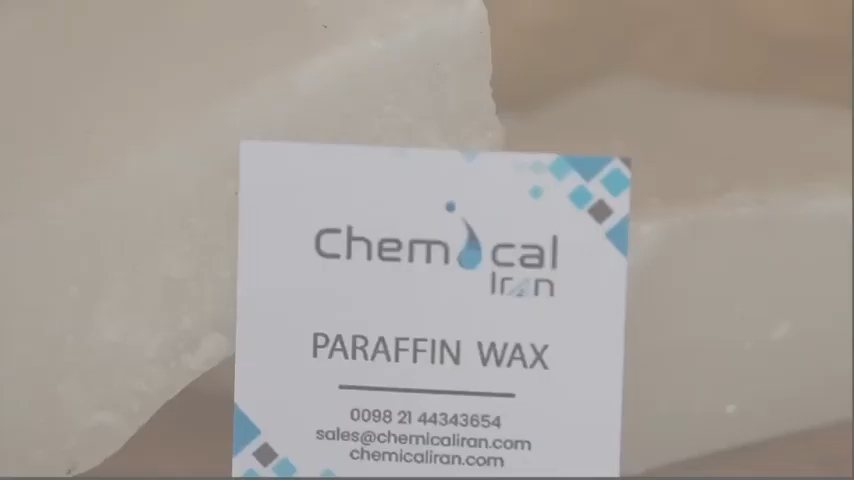 Chemical
Iran
PARAFFIN WAX
0098 21 44343654
sales@chemicaliran.com
chemicaliran.com